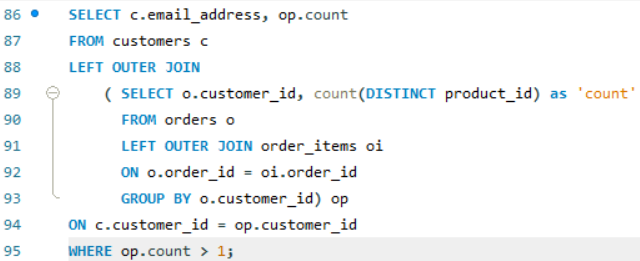 86 SELECT c.email_address, op.count
87 FROM customers c
88 LEFT OUTER JOIN
89 ( SELECT o.customer_id, count(DISTINCT product_id) as 'count'
90 FROM orders o
91 LEFT OUTER JOIN order_items oi
92 ON o.order_id = oi.order_id
93 GROUP BY o.customer_id) op
94 ON c.customer_id = op.customer_id
95 WHERE op.count > 1;